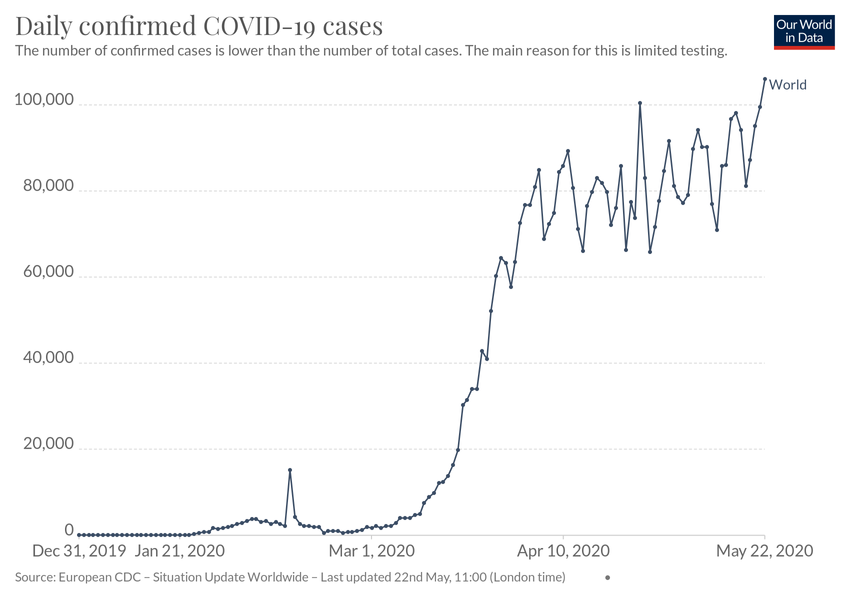 Daily confirmed COVID-19 cases
The number of confirmed cases is lower than the number of total cases. The main reason for this is limited testing.
Our World
in Data
World
100,000
80,000
60,000
40,000
20,000
0
Dec 31, 2019 Jan 21, 2020 Mar 1, 2020 Apr 10, 2020 May 22, 2020
Source: European CDC – Situation Update Worldwide – Last updated 22nd May, 11:00 (London time) •